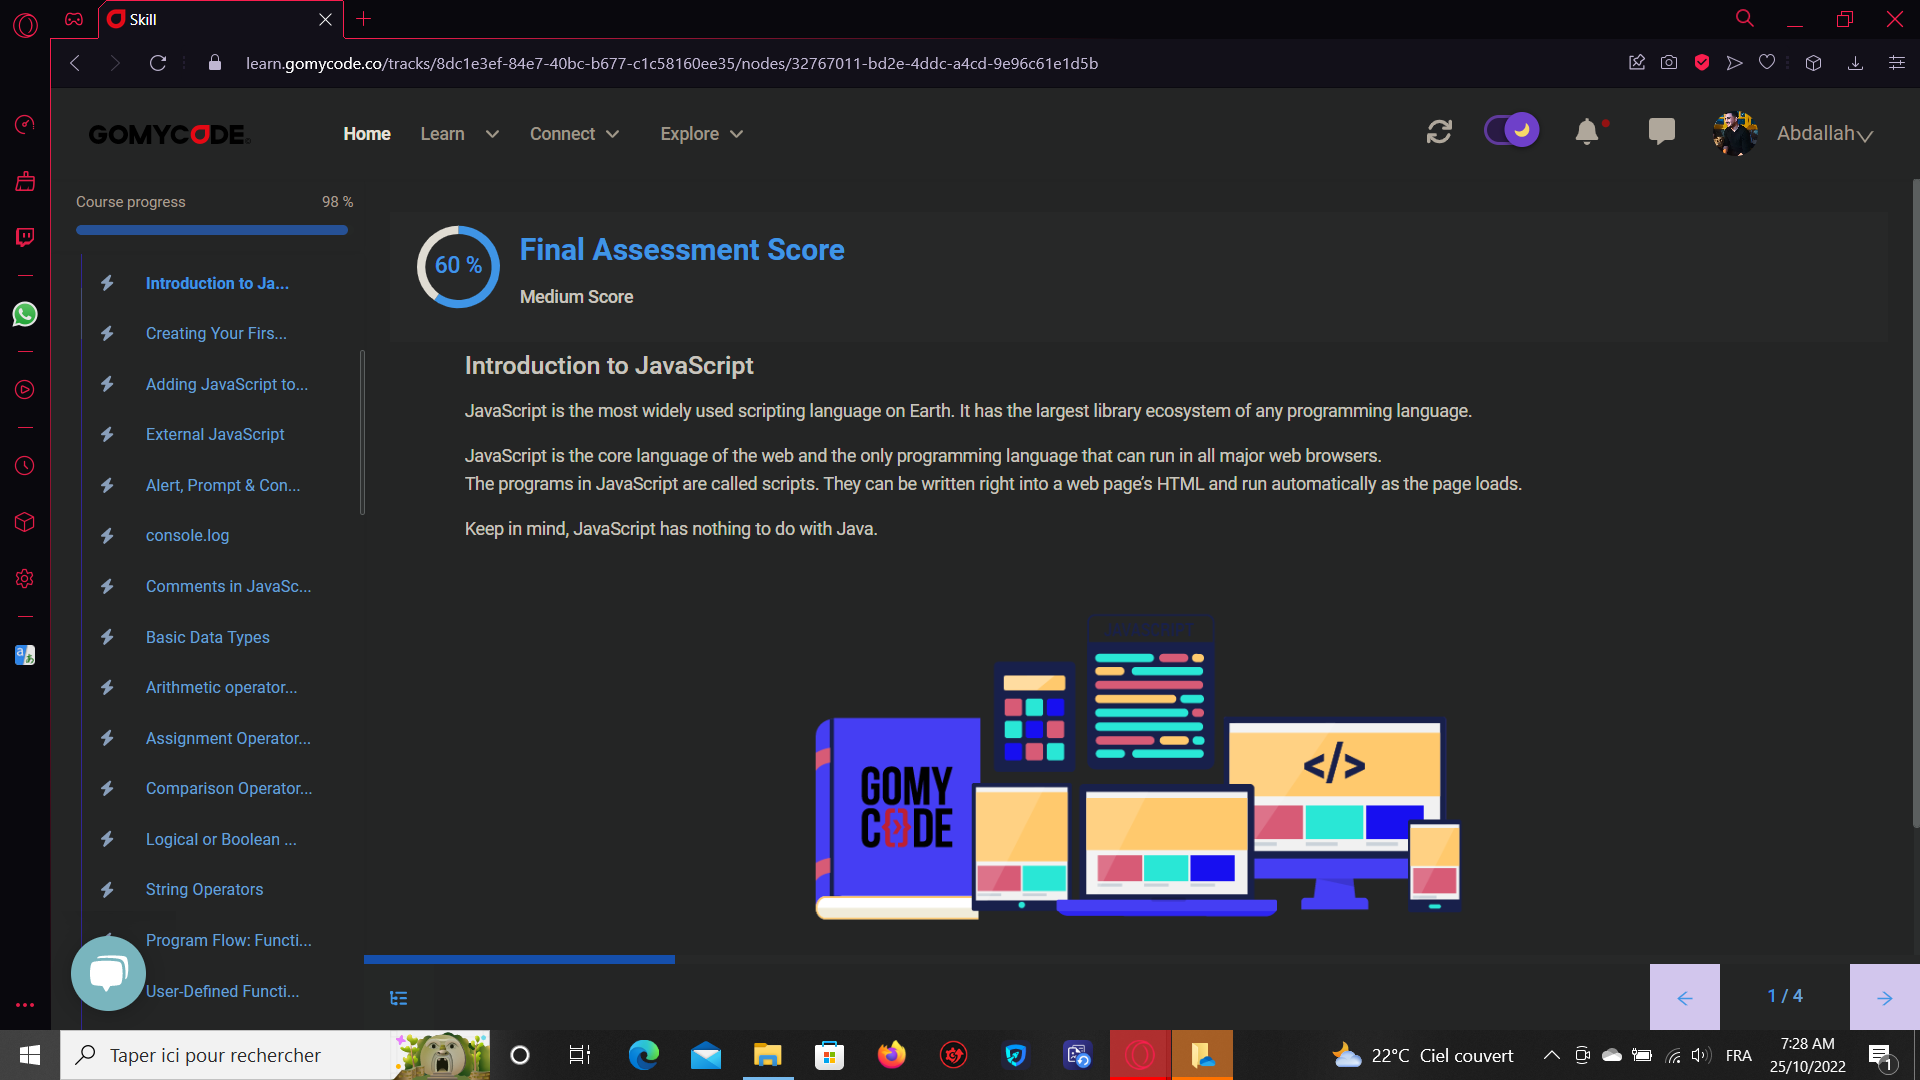 Skill
learn.gomycode.co/tracks/8dc1e3ef-84e7-40bc-b677-c1c58160ee35/nodes/32767011-bd2e-4ddc-a4cd-9e96c61e1d5b
GOMYCODE
Home
Learn
Connect
Explore
Abdallah
Course progress
98 %
Introduction to Ja...
Creating Your Firs...
Adding JavaScript to...
External JavaScript
Alert, Prompt & Con...
console.log
Comments in JavaSc...
Basic Data Types
Arithmetic operator...
Assignment Operator...
Comparison Operator...
Logical or Boolean ...
String Operators
Program Flow: Functi...
User-Defined Functi...
60 %
Final Assessment Score
Medium Score
Introduction to JavaScript
JavaScript is the most widely used scripting language on Earth. It has the largest library ecosystem of any programming language.
JavaScript is the core language of the web and the only programming language that can run in all major web browsers.
The programs in JavaScript are called scripts. They can be written right into a web page’s HTML and run automatically as the page loads.
Keep in mind, JavaScript has nothing to do with Java.
JAVASCRIPT
</>
GOMY
C{>}DE
1 / 4
Taper ici pour rechercher
22°C Ciel couvert
FRA
7:28 AM
25/10/2022
1